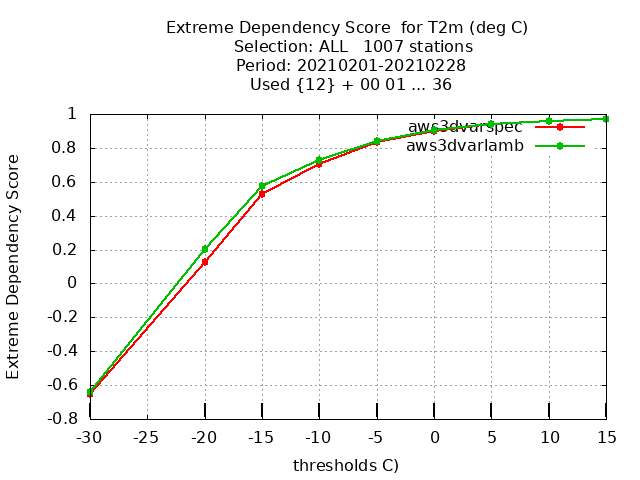 Extreme Dependency Score  for T2m (deg C)
Selection: ALL   1007 stations
Period: 20210201-20210228
Used {12} + 00 01 ... 36
Extreme Dependency Score
1
0.8
0.6
0.4
0.2
0
-0.2
-0.4
-0.6
-0.8
aws3dvarspec
aws3dvarlamb
-30 -25 -20 -15 -10 -5 0 5 10 15
thresholds C)